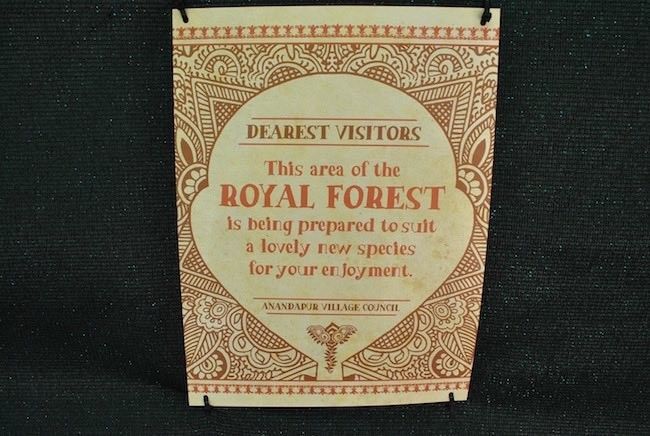 DEAREST VISITORS
This area of the
ROYAL FOREST
is being prepared to suit
a lovely new species
for your enjoyment.
ANANDAPUR VILLAGE COUNCIL